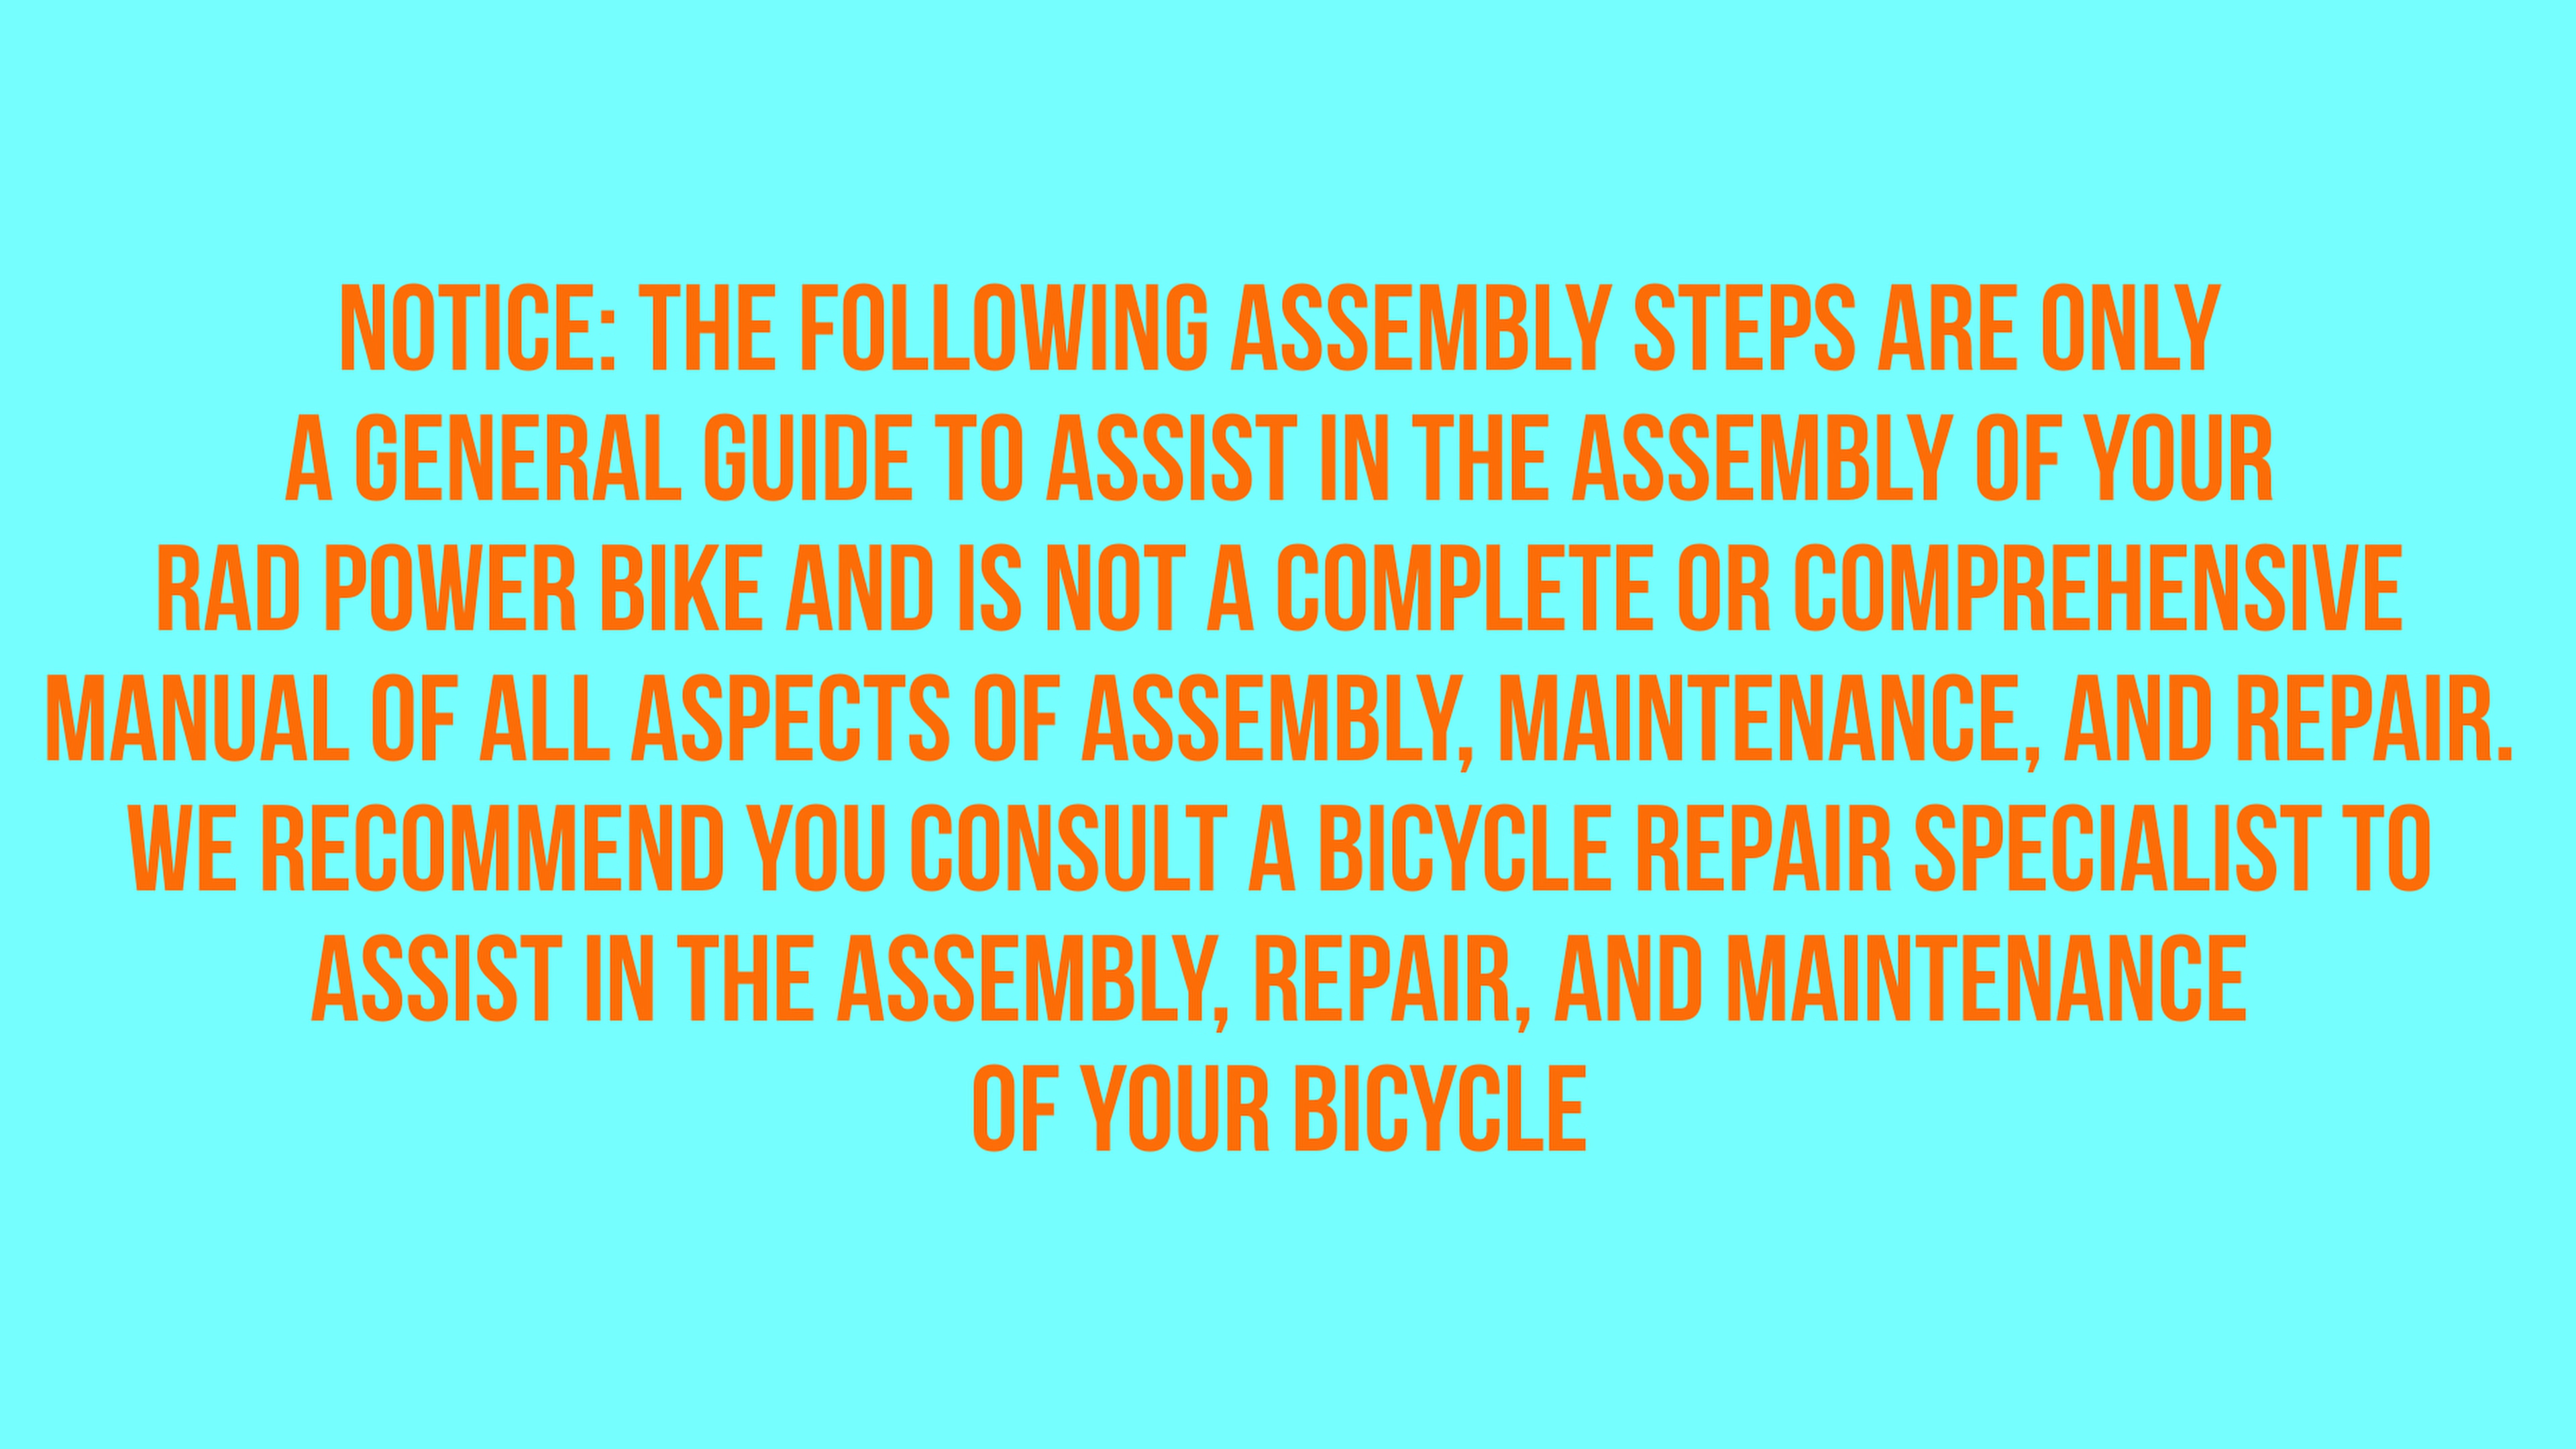 NOTICE: THE FOLLOWING ASSEMBLY STEPS ARE ONLY
A GENERAL GUIDE TO ASSIST IN THE ASSEMBLY OF YOUR
RAD POWER BIKE AND IS NOT A COMPLETE OR COMPREHENSIVE
MANUAL OF ALL ASPECTS OF ASSEMBLY, MAINTENANCE, AND REPAIR.
WE RECOMMEND YOU CONSULT A BICYCLE REPAIR SPECIALIST TO
ASSIST IN THE ASSEMBLY, REPAIR, AND MAINTENANCE
OF YOUR BICYCLE